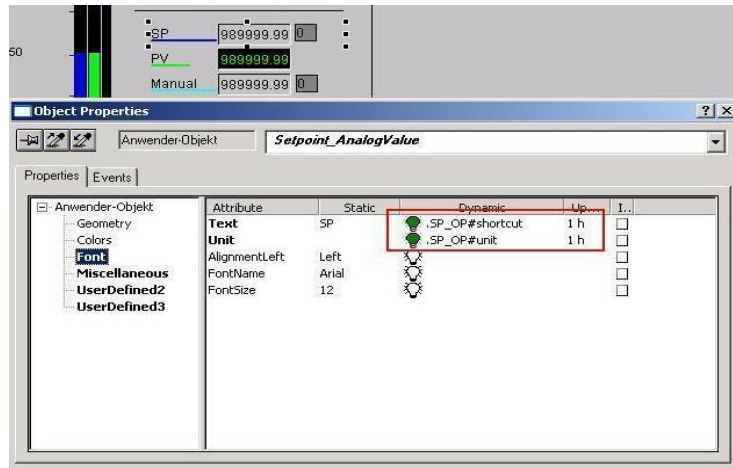 SP 989999.99 0
50
PV 989999.99
Manual 989999.99 0
Object Properties
Anwender-Objekt Setpoint_AnalogValue
Properties Events
Anwender-Objekt
Geometry
Colors
Font
Miscellaneous
UserDefined2
UserDefined3
Attribute Static Dynamic Up... I..
Text SP .SP_OP#shortcut 1 h
Unit .SP_OP#unit 1 h
AlignmentLeft Left
FontName Arial
FontSize 12